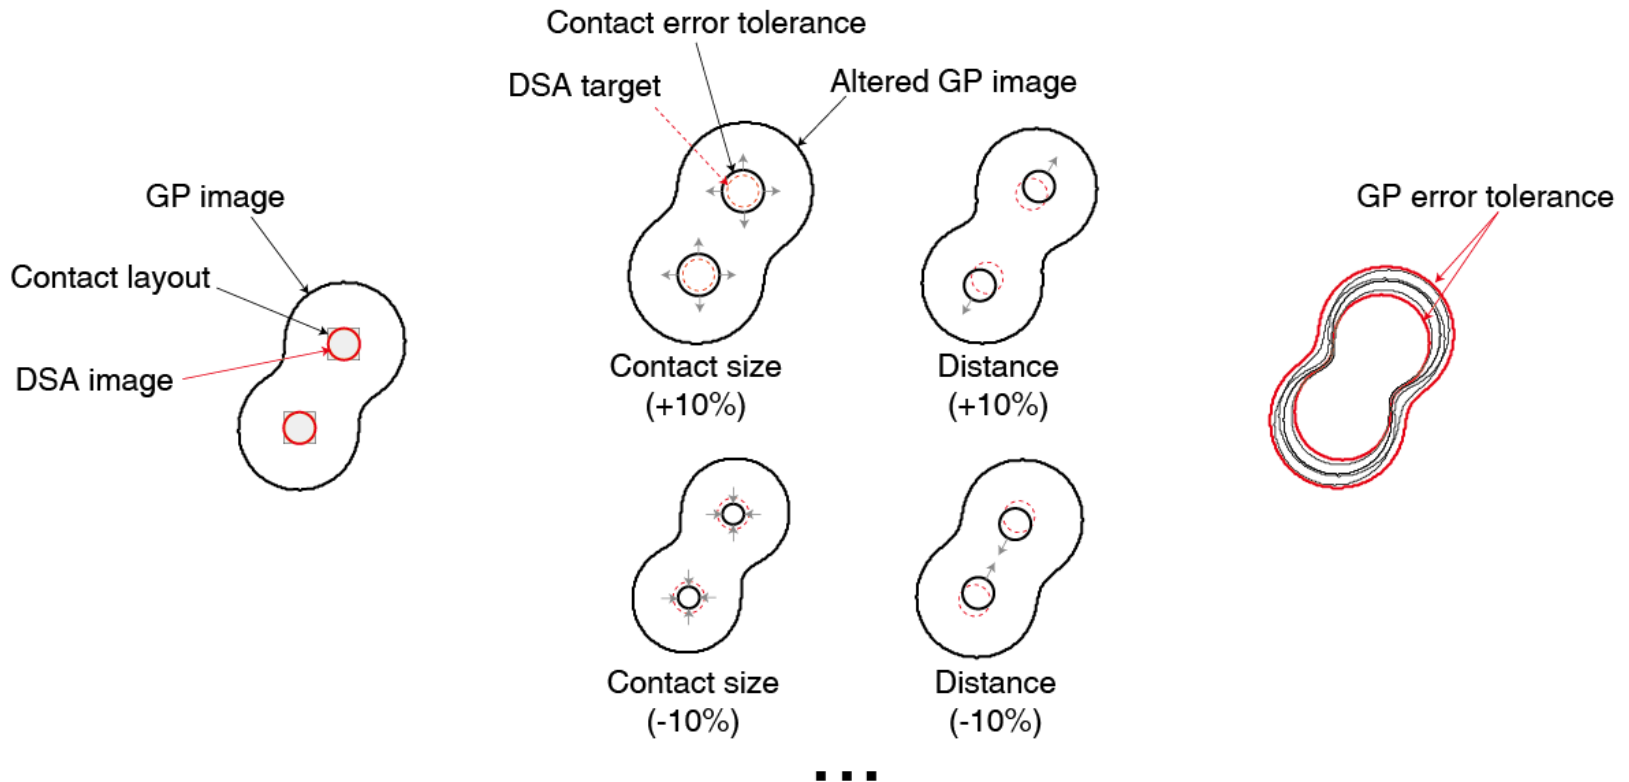 Contact error tolerance
DSA target
Altered GP image
GP image
Contact layout
DSA image
GP error tolerance
Contact size
(+10%)
Distance
(+10%)
Contact size
(-10%)
Distance
(-10%)
...